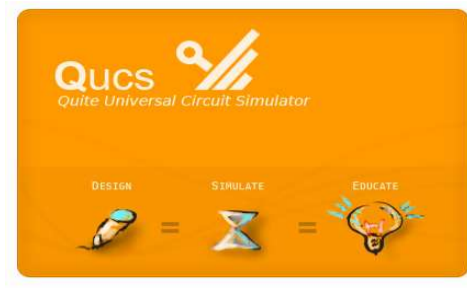 Qucs
Quite Universal Circuit Simulator
DESIGN SIMULATE EDUCATE
= =